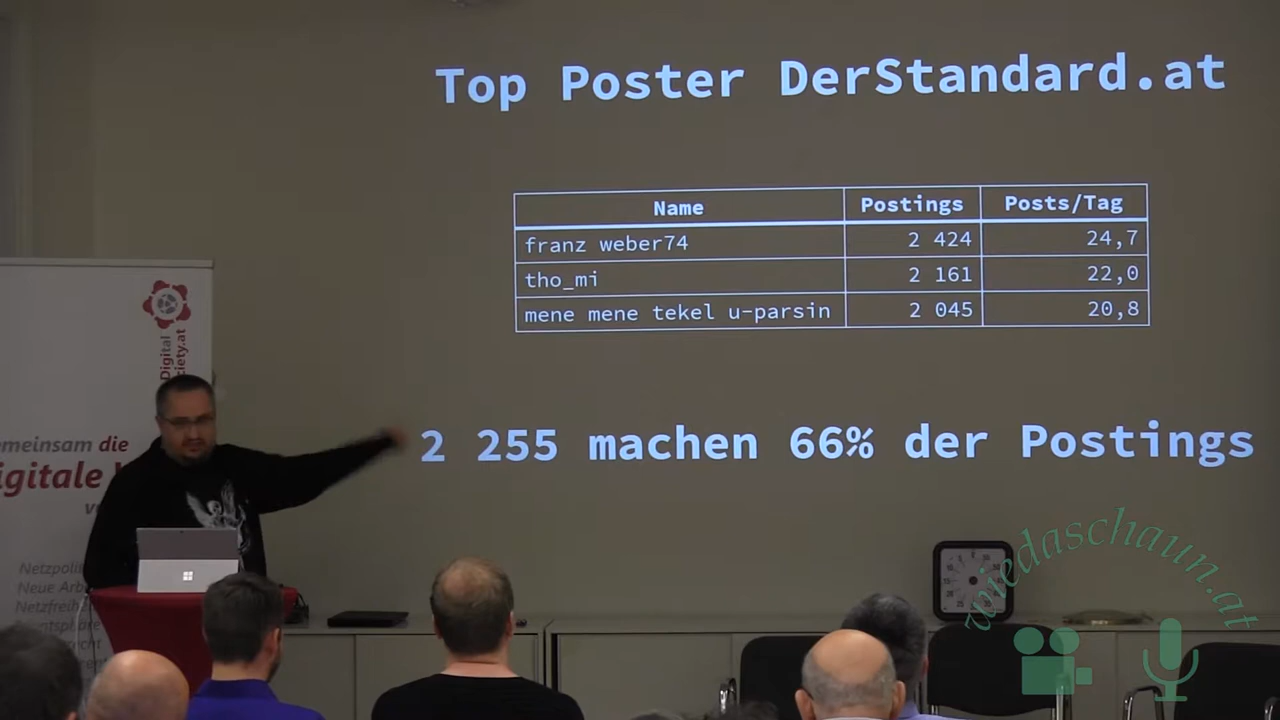 Top Poster DerStandard.at
Name Postings Posts/Tag
franz weber74 2 424 24,7
tho_mi 2 161 22,0
mene mene tekel u-parsin 2 045 20,8
2 255 machen 66% der Postings
Digital
ciety.at
emeinsam die
igitale
Netzpoli
Neue Arb
Netzfreihe
wiedaschaun.at